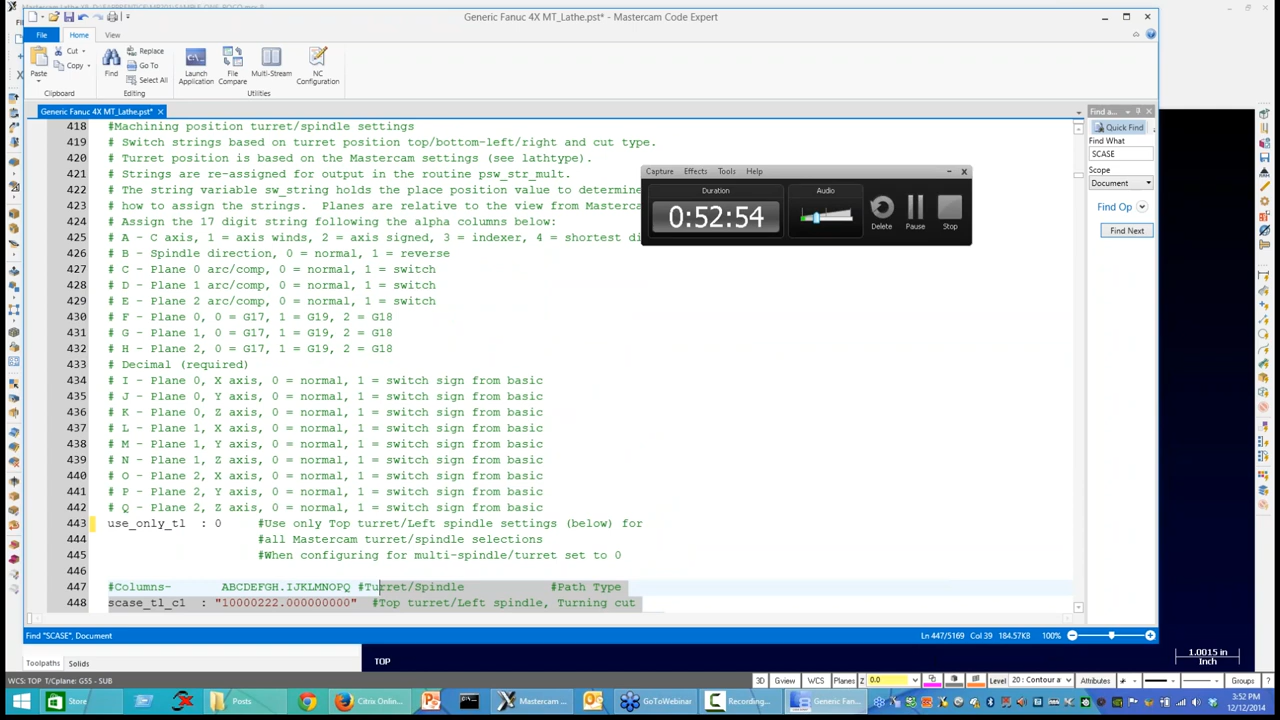 Generic Fanuc 4X MT_Lathe.pst* - Mastercam Code Expert
File Home View
Paste
Cut
Copy
Clipboard
Find
Replace
Go To
Select All
Editing
Launch Application
File Compare
Multi-Stream
NC Configuration
Utilities
Generic Fanuc 4X MT_Lathe.pst*
418 #Machining position turret/spindle settings
419 # Switch strings based on turret position top/bottom-left/right and cut type.
420 # Turret position is based on the Mastercam settings (see lathtype).
421 # Strings are re-assigned for output in the routine psw_str_mult.
422 # The string variable sw_string holds the place position value to determine
423 # how to assign the strings. Planes are relative to the view from Mastercam
424 # Assign the 17 digit string following the alpha columns below:
425 # A - C axis, 1 = axis winds, 2 = axis signed, 3 = indexer, 4 = shortest di
426 # B - Spindle direction, 0 = normal, 1 = reverse
427 # C - Plane 0 arc/comp, 0 = normal, 1 = switch
428 # D - Plane 1 arc/comp, 0 = normal, 1 = switch
429 # E - Plane 2 arc/comp, 0 = normal, 1 = switch
430 # F - Plane 0, 0 = G17, 1 = G19, 2 = G18
431 # G - Plane 1, 0 = G17, 1 = G19, 2 = G18
432 # H - Plane 2, 0 = G17, 1 = G19, 2 = G18
433 # Decimal (required)
434 # I - Plane 0, X axis, 0 = normal, 1 = switch sign from basic
435 # J - Plane 0, Y axis, 0 = normal, 1 = switch sign from basic
436 # K - Plane 0, Z axis, 0 = normal, 1 = switch sign from basic
437 # L - Plane 1, X axis, 0 = normal, 1 = switch sign from basic
438 # M - Plane 1, Y axis, 0 = normal, 1 = switch sign from basic
439 # N - Plane 1, Z axis, 0 = normal, 1 = switch sign from basic
440 # O - Plane 2, X axis, 0 = normal, 1 = switch sign from basic
441 # P - Plane 2, Y axis, 0 = normal, 1 = switch sign from basic
442 # Q - Plane 2, Z axis, 0 = normal, 1 = switch sign from basic
443 use_only_tl : 0 #Use only Top turret/Left spindle settings (below) for
444 #all Mastercam turret/spindle selections
445 #When configuring for multi-spindle/turret set to 0
446
447 #Columns- ABCDEFGH.IJKLMNOPQ #Turret/Spindle #Path Type
448 scase_tl_c1 : "10000222.000000000" #Top turret/Left spindle, Turning cut
Capture Effects Tools Help
Duration
0:52:54
Audio
Delete Pause Stop
Find a...
Quick Find
Find What
SCASE
Scope
Document
Find Op
Find Next
Find "SCASE", Document
Ln 447/5169 Col 39 184.57KB 100%
Toolpaths Solids
TOP
1.0015 in
Inch
WCS: TOP T/Cplane: G55 - SUB
3D Gview WCS Planes Z 0.0 Level 20 : Contour a Attributes Groups
Store Posts Citrix Onlin... Mastercam ... GoToWebinar Recording... Generic Fan...
3:52 PM
12/12/2014